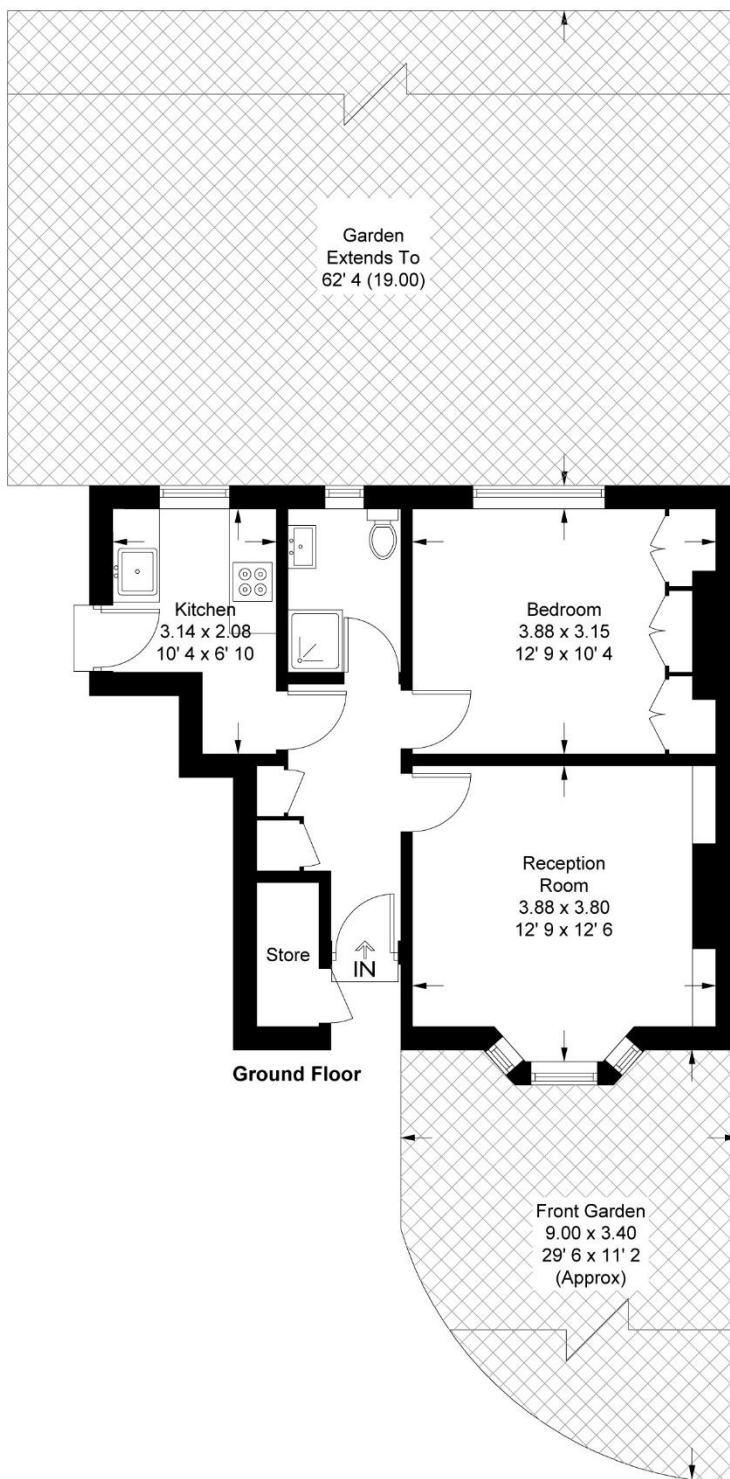 Garden
Extends To
62' 4 (19.00)
Kitchen
3.14 x 2.08
10' 4 x 6' 10
Bedroom
3.88 x 3.15
12' 9 x 10' 4
Reception
Room
3.88 x 3.80
12' 9 x 12' 6
Store
IN
Ground Floor
Front Garden
9.00 x 3.40
29' 6 x 11' 2
(Approx)